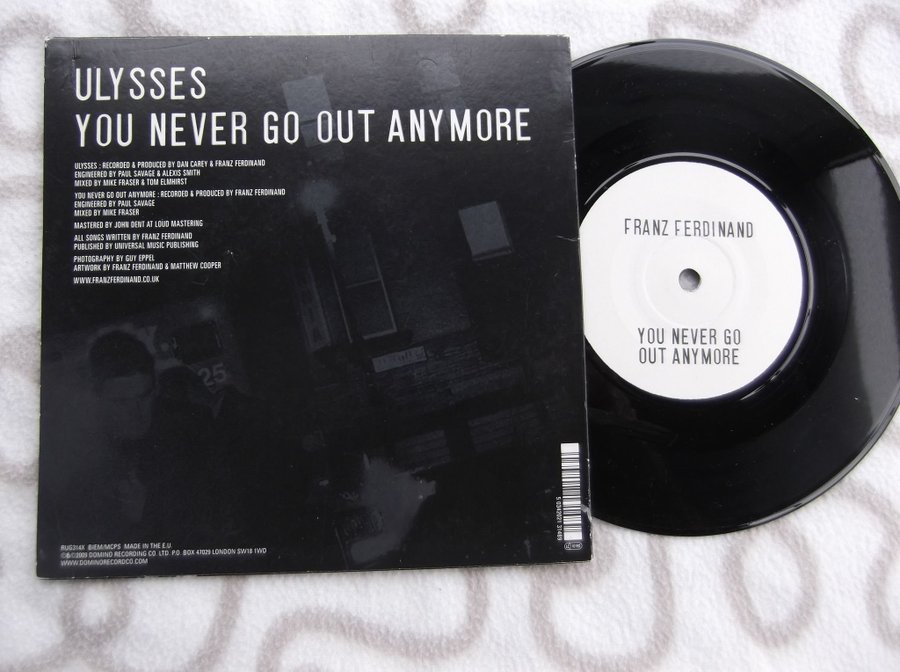 ULYSSES
YOU NEVER GO OUT ANYMORE
ULYSSES : RECORDED & PRODUCED BY DAN CAREY & FRANZ FERDINAND
ENGINEERED BY PAUL SAVAGE & ALEXIS SMITH
MIXED BY MIKE FRASER & TOM ELMHIRST
YOU NEVER GO OUT ANYMORE : RECORDED & PRODUCED BY FRANZ FERDINAND
ENGINEERED BY PAUL SAVAGE
MIXED BY MIKE FRASER
MASTERED BY JOHN DENT AT LOUD MASTERING
ALL SONGS WRITTEN BY FRANZ FERDINAND
PUBLISHED BY UNIVERSAL MUSIC PUBLISHING
PHOTOGRAPHY BY GUY EPPEL
ARTWORK BY FRANZ FERDINAND & MATTHEW COOPER
WWW.FRANZFERDINAND.CO.UK
25
RUG314X BIEM/MCPS MADE IN THE E.U
℗&©2009 DOMINO RECORDING CO LTD. P.O. BOX 47029 LONDON SW18 1WD
WWW.DOMINORECORDCO.COM
FRANZ FERDINAND
YOU NEVER GO
OUT ANYMORE